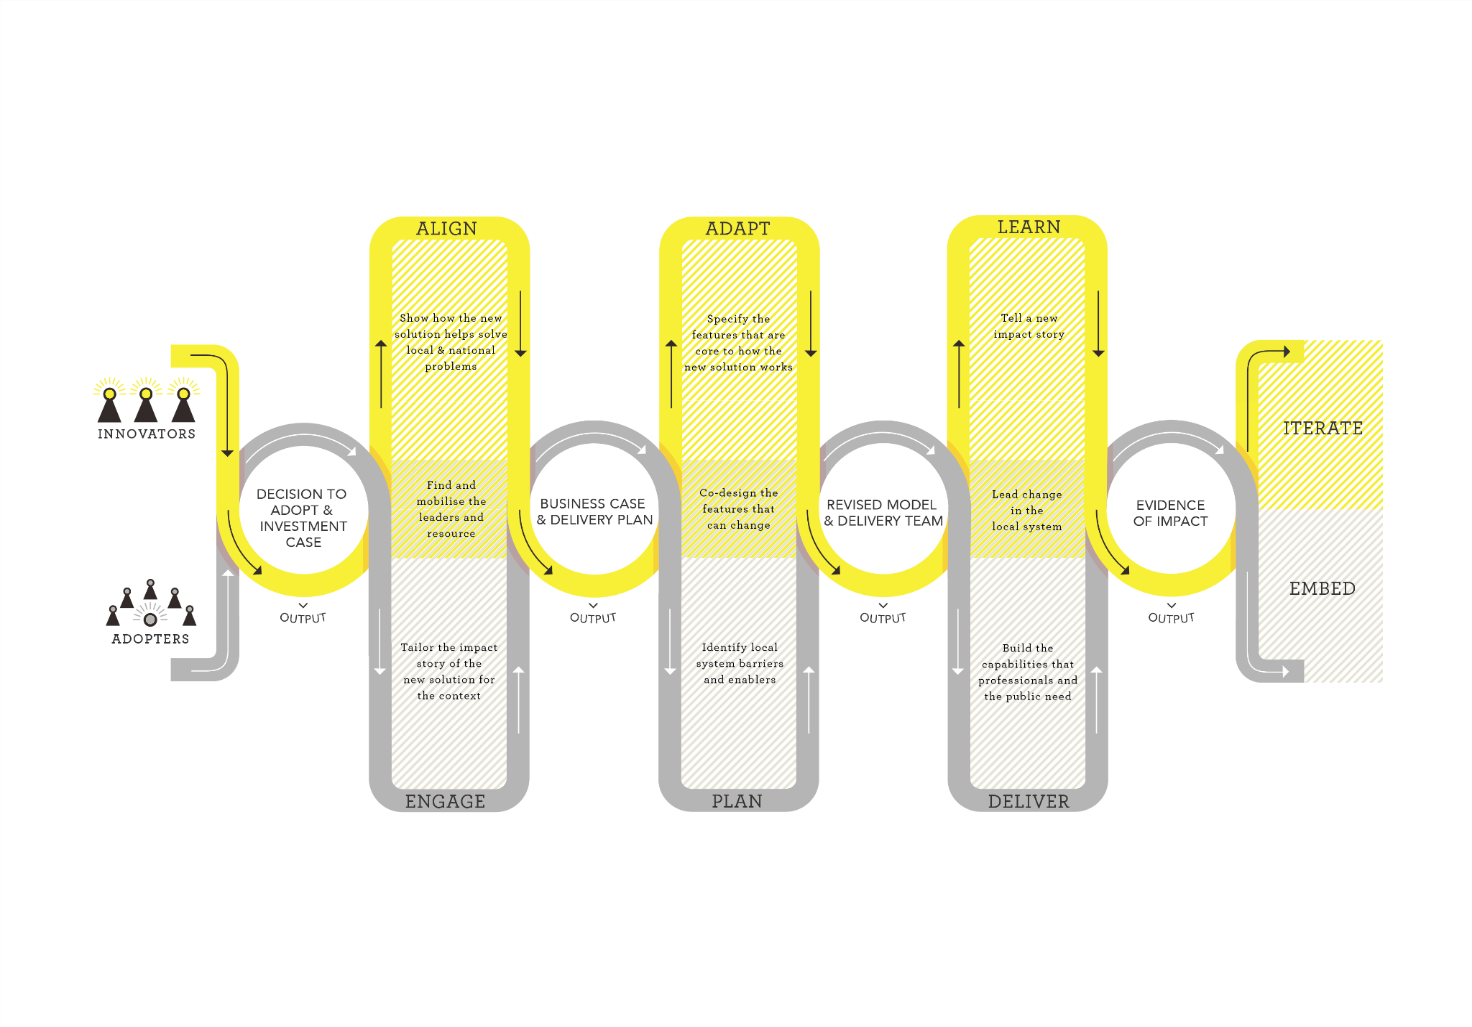 INNOVATORS
ADOPTERS
DECISION TO
ADOPT &
INVESTMENT
CASE
OUTPUT
ALIGN
Show how the new
solution helps solve
local & national
problems
Find and
mobilise the
leaders and
resource
Tailor the impact
story of the
new solution for
the context
ENGAGE
BUSINESS CASE
& DELIVERY PLAN
OUTPUT
ADAPT
Specify the
features that are
core to how the
new solution works
Co-design the
features that
can change
Identify local
system barriers
and enablers
PLAN
REVISED MODEL
& DELIVERY TEAM
OUTPUT
LEARN
Tell a new
impact story
Lead change
in the
local system
Build the
capabilities that
professionals and
the public need
DELIVER
EVIDENCE
OF IMPACT
OUTPUT
ITERATE
EMBED